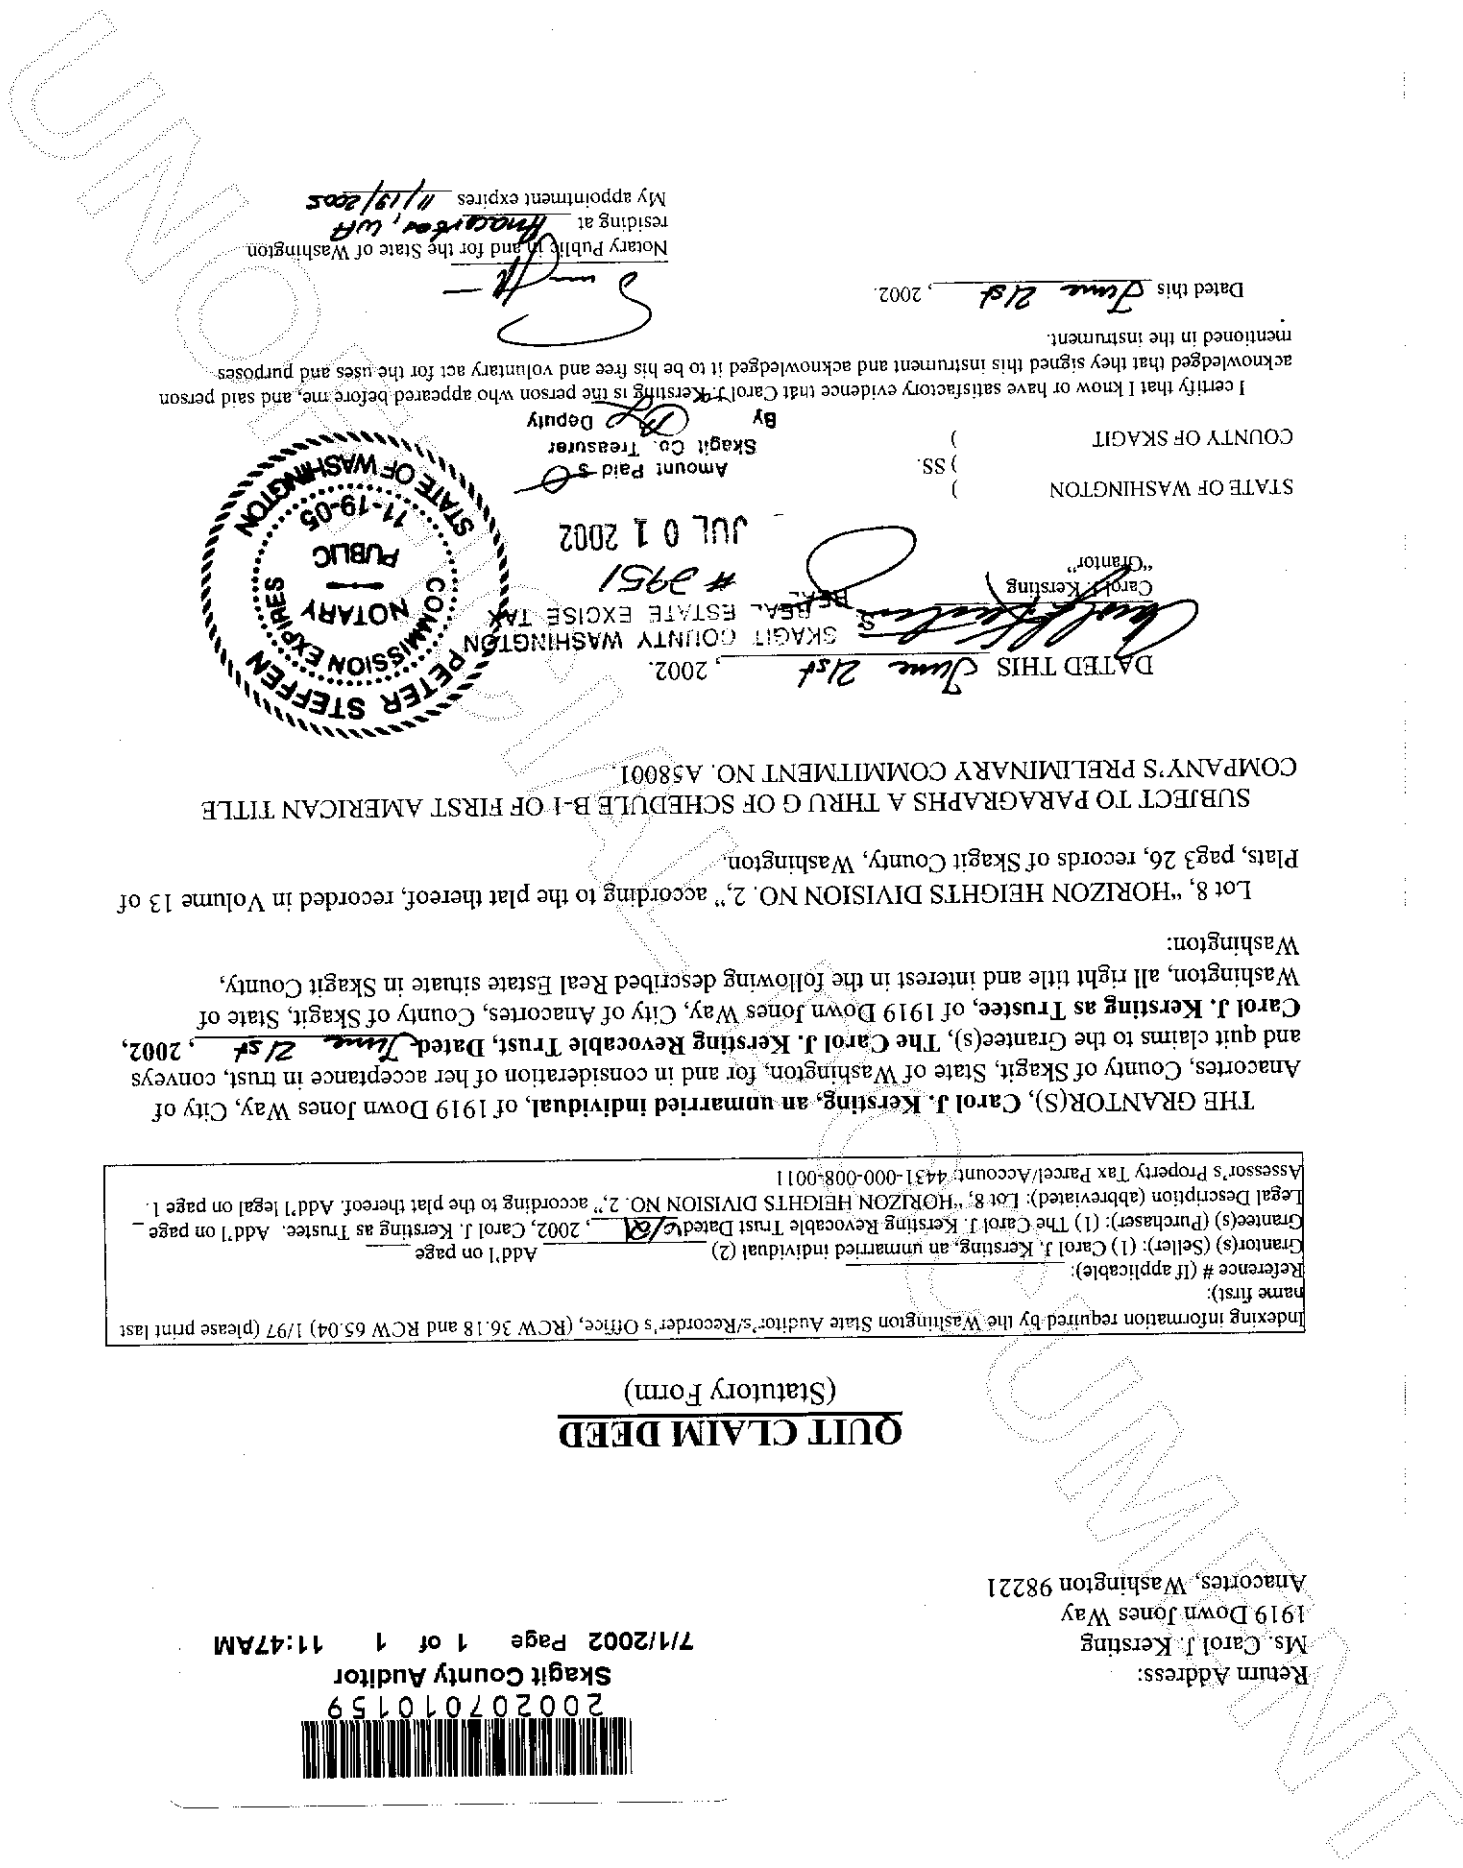 200207010159
Skagit County Auditor
7/1/2002 Page 1 of 1 11:47AM
Return Address:
Ms. Carol J. Kersting
1919 Down Jones Way
Anacortes, Washington 98221
QUIT CLAIM DEED
(Statutory Form)
Indexing information required by the Washington State Auditor's/Recorder's Office, (RCW 36.18 and RCW 65.04) 1/97 (please print last
name first):
Reference # (If applicable):
Grantor(s) (Seller): (1) Carol J. Kersting, an unmarried individual (2) Add'l on page
Grantee(s) (Purchaser): (1) The Carol J. Kersting Revocable Trust Dated 6/21, 2002, Carol J. Kersting as Trustee. Add'l on page
Legal Description (abbreviated): Lot 8, "HORIZON HEIGHTS DIVISION NO. 2," according to the plat thereof. Add'l legal on page 1.
Assessor's Property Tax Parcel/Account: 4431-000-008-0011
THE GRANTOR(S), Carol J. Kersting, an unmarried individual, of 1919 Down Jones Way, City of
Anacortes, County of Skagit, State of Washington, for and in consideration of her acceptance in trust, conveys
and quit claims to the Grantee(s), The Carol J. Kersting Revocable Trust, Dated June 21st, 2002,
Carol J. Kersting as Trustee, of 1919 Down Jones Way, City of Anacortes, County of Skagit, State of
Washington, all right title and interest in the following described Real Estate situate in Skagit County,
Washington:
Lot 8, "HORIZON HEIGHTS DIVISION NO. 2," according to the plat thereof, recorded in Volume 13 of
Plats, pag3 26, records of Skagit County, Washington.
SUBJECT TO PARAGRAPHS A THRU G OF SCHEDULE B-1 OF FIRST AMERICAN TITLE
COMPANY'S PRELIMINARY COMMITMENT NO. A58001.
DATED THIS June 21st, 2002.
Carol J. Kersting
"Grantor"
SKAGIT COUNTY WASHINGTON
REAL ESTATE EXCISE TAX
# 2951
JUL 01 2002
Amount Paid $ 0
Skagit Co. Treasurer
By Deputy
PETER STEFFEN
COMMISSION EXPIRES
NOTARY
PUBLIC
11-19-05
STATE OF WASHINGTON
STATE OF WASHINGTON )
) SS.
COUNTY OF SKAGIT )
I certify that I know or have satisfactory evidence that Carol J. Kersting is the person who appeared before me, and said person
acknowledged that they signed this instrument and acknowledged it to be his free and voluntary act for the uses and purposes
mentioned in the instrument.
Dated this June 21st, 2002.
Notary Public in and for the State of Washington
residing at Anacortes, WA
My appointment expires 11/19/2005
UNOFFICIAL DOCUMENT